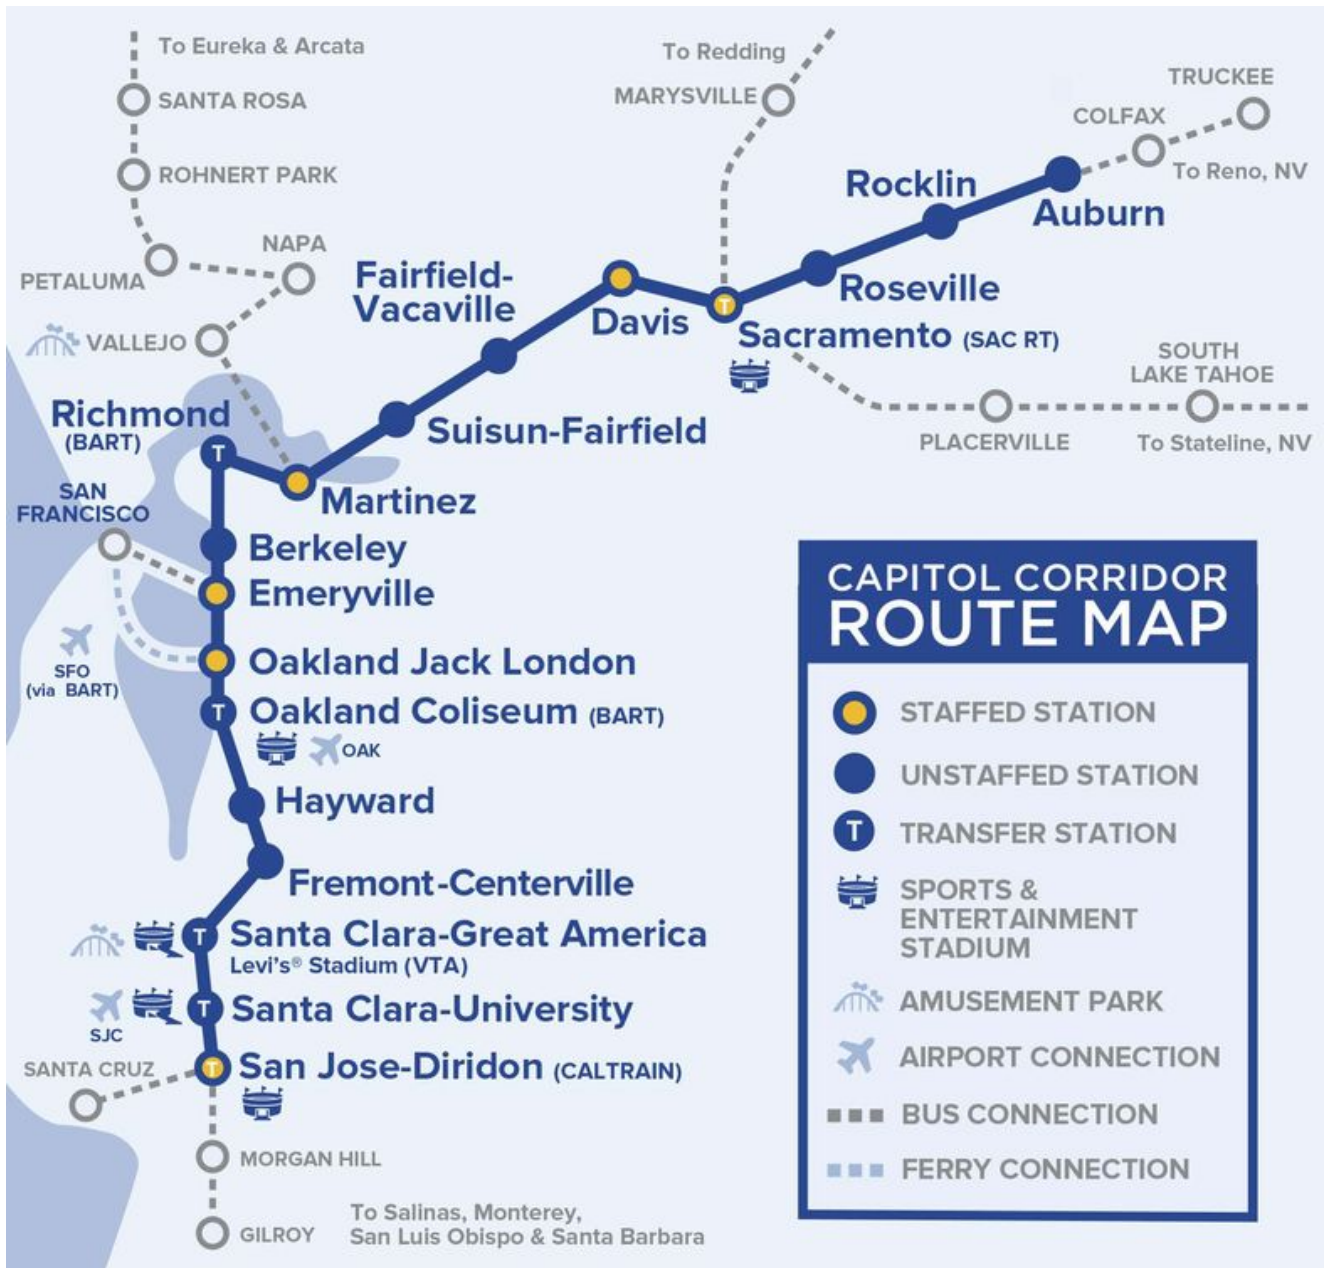 To Eureka & Arcata
SANTA ROSA
ROHNERT PARK
PETALUMA
NAPA
VALLEJO
To Redding
MARYSVILLE
TRUCKEE
COLFAX
To Reno, NV
Rocklin
Auburn
Roseville
Fairfield-
Vacaville
Davis
T
Sacramento (SAC RT)
SOUTH
LAKE TAHOE
PLACERVILLE
To Stateline, NV
Suisun-Fairfield
Richmond
(BART)
T
Martinez
SAN
FRANCISCO
Berkeley
Emeryville
SFO
(via BART)
Oakland Jack London
T
Oakland Coliseum (BART)
OAK
Hayward
Fremont-Centerville
T
Santa Clara-Great America
Levi's® Stadium (VTA)
T
Santa Clara-University
SJC
T
San Jose-Diridon (CALTRAIN)
SANTA CRUZ
MORGAN HILL
GILROY
To Salinas, Monterey,
San Luis Obispo & Santa Barbara
CAPITOL CORRIDOR
ROUTE MAP
STAFFED STATION
UNSTAFFED STATION
T
TRANSFER STATION
SPORTS &
ENTERTAINMENT
STADIUM
AMUSEMENT PARK
AIRPORT CONNECTION
BUS CONNECTION
FERRY CONNECTION